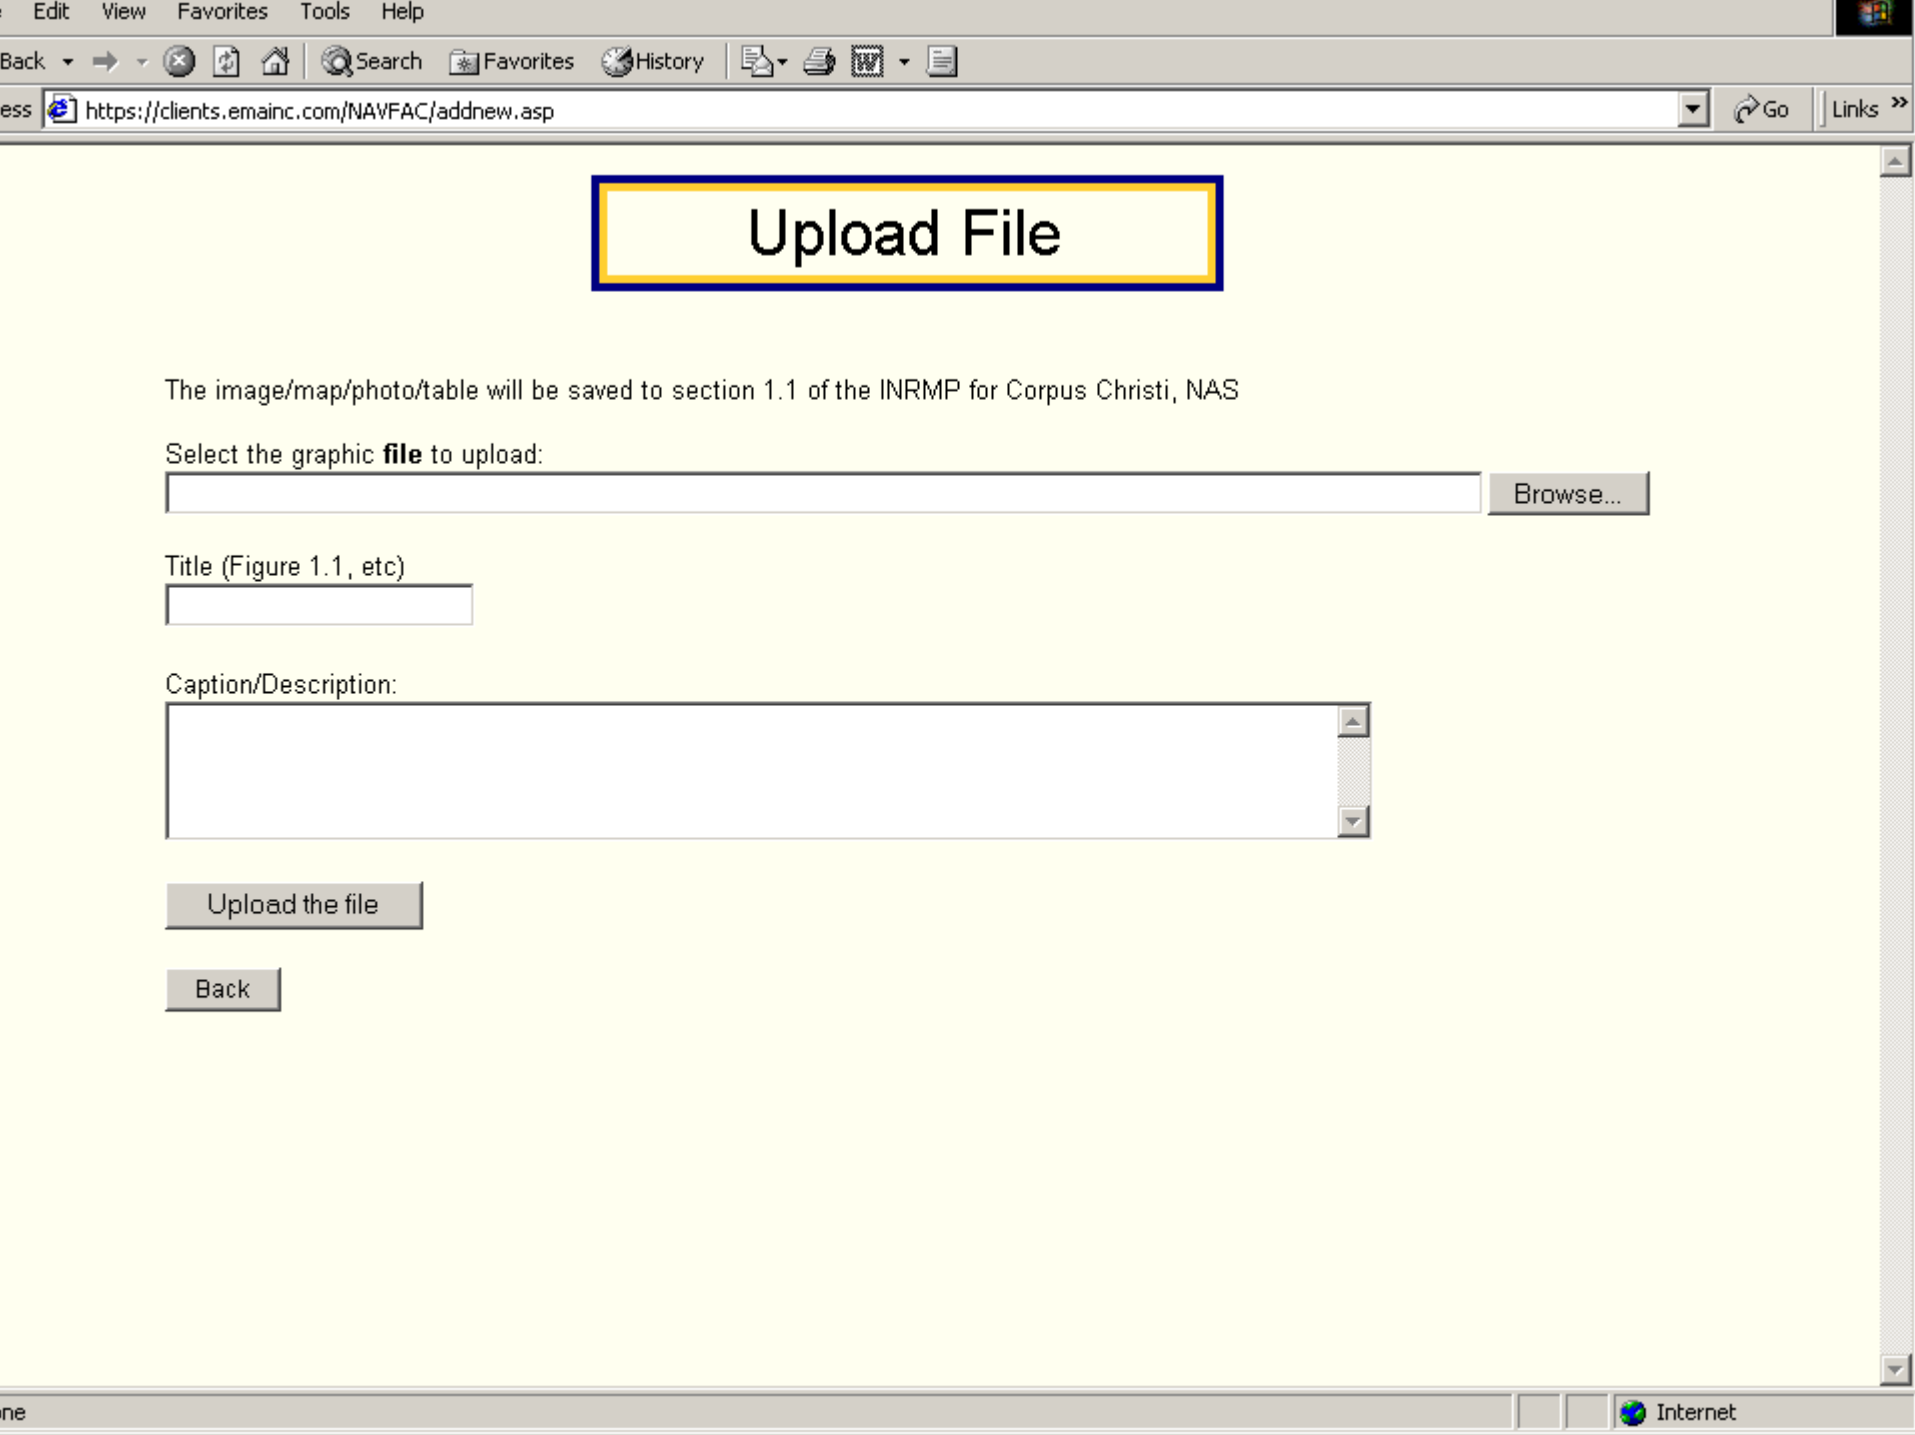 Edit View Favorites Tools Help
Back Search Favorites History
ess https://clients.emainc.com/NAVFAC/addnew.asp Go Links »
Upload File
The image/map/photo/table will be saved to section 1.1 of the INRMP for Corpus Christi, NAS
Select the graphic file to upload:
Browse...
Title (Figure 1.1, etc)
Caption/Description:
Upload the file
Back
one Internet